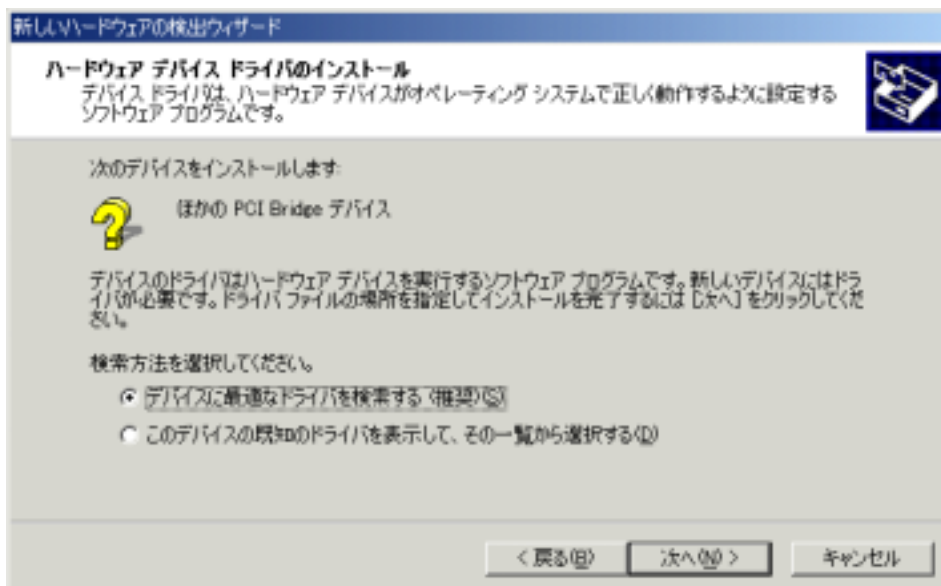 新しいハードウェアの検出ウィザード
ハードウェア デバイス ドライバのインストール
デバイス ドライバは、ハードウェア デバイスがオペレーティング システムで正しく動作するように設定する
ソフトウェア プログラムです。
次のデバイスをインストールします:
ほかの PCI Bridge デバイス
デバイスのドライバはハードウェア デバイスを実行するソフトウェア プログラムです。新しいデバイスにはドラ
イバが必要です。ドライバ ファイルの場所を指定してインストールを完了するには [次へ] をクリックしてくだ
さい。
検索方法を選択してください。
デバイスに最適なドライバを検索する (推奨)(S)
このデバイスの既知のドライバを表示して、その一覧から選択する(D)
< 戻る(B)
次へ(N) >
キャンセル